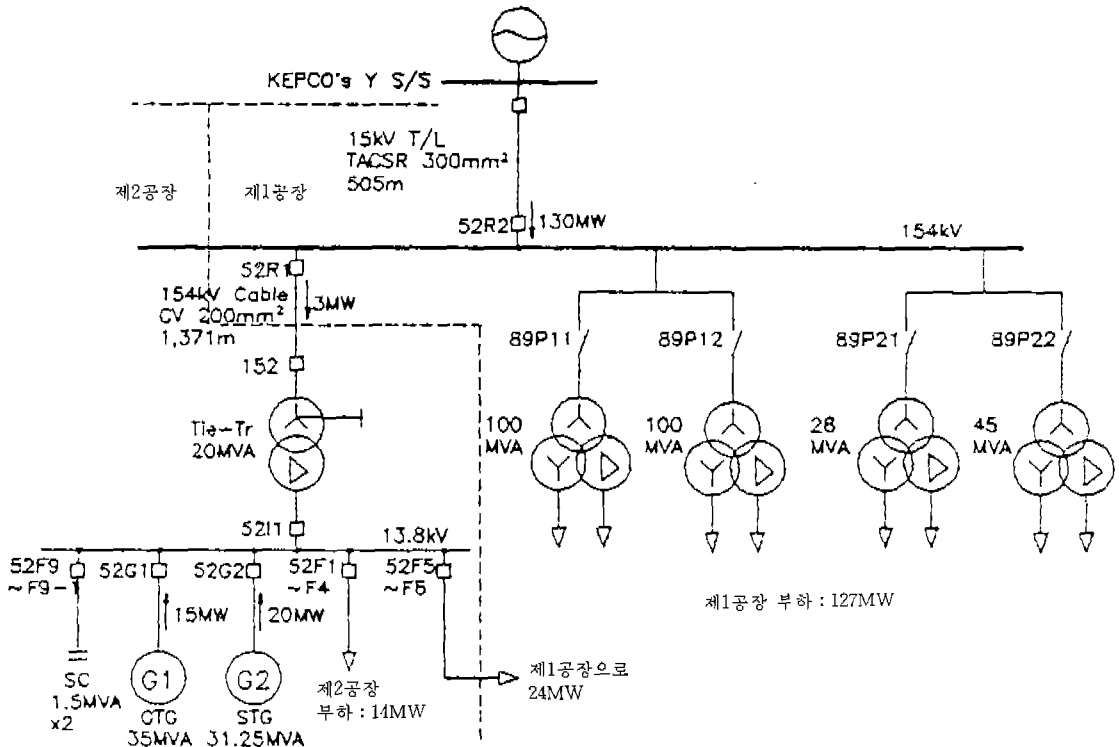 KEPCO's Y S/S
15kV T/L
TACSR 300mm²
505m
제2공장
제1공장
52R2
130MW
154kV
52R1
154kV Cable
CV 200mm²
1,371m
3MW
152
Tie-Tr
20MVA
89P11
89P12
89P21
89P22
100
MVA
100
MVA
28
MVA
45
MVA
52I1
13.8kV
52F9
~F9-1
52G1
52G2
52F1
~F4
52F5
~F6
15MW
20MW
제1공장 부하 : 127MW
SC
1.5MVA
x2
G1
GTG
35MVA
G2
STG
31.25MVA
제2공장
부하 : 14MW
제1공장으로
24MW